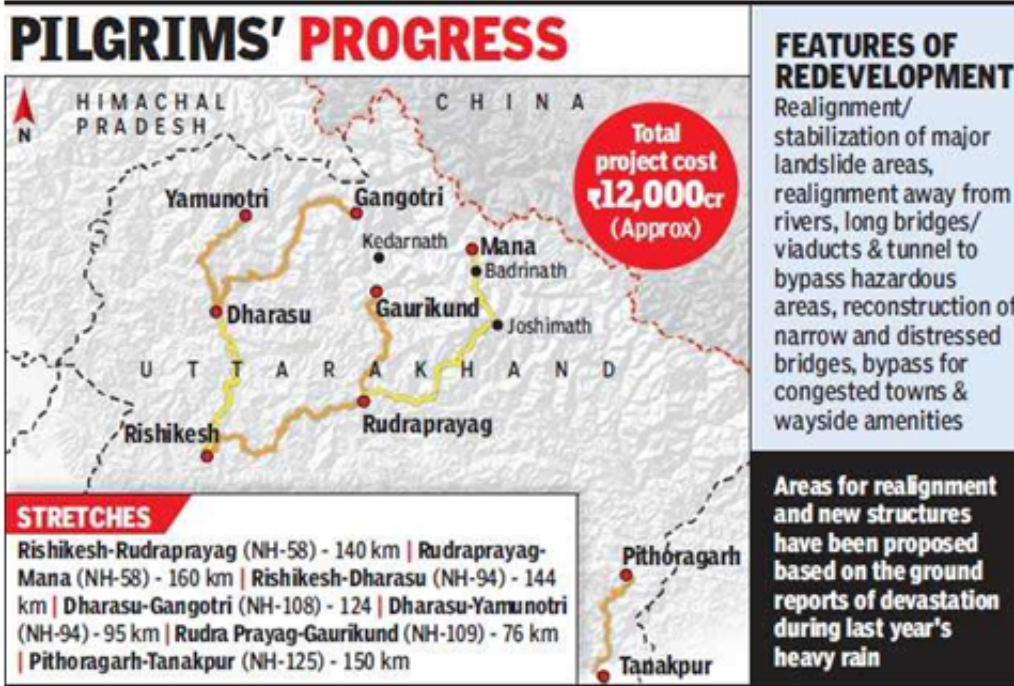 PILGRIMS' PROGRESS
N
HIMACHAL
PRADESH
CHINA
Total
project cost
₹12,000cr
(Approx)
Yamunotri
Gangotri
Kedarnath
Mana
Badrinath
Dharasu
Gaurikund
Joshimath
UTTARAKHAND
Rishikesh
Rudraprayag
Pithoragarh
Tanakpur
STRETCHES
Rishikesh-Rudraprayag (NH-58) - 140 km | Rudraprayag-
Mana (NH-58) - 160 km | Rishikesh-Dharasu (NH-94) - 144
km | Dharasu-Gangotri (NH-108) - 124 | Dharasu-Yamunotri
(NH-94) - 95 km | Rudra Prayag-Gaurikund (NH-109) - 76 km
| Pithoragarh-Tanakpur (NH-125) - 150 km
FEATURES OF
REDEVELOPMENT
Realignment/
stabilization of major
landslide areas,
realignment away from
rivers, long bridges/
viaducts & tunnel to
bypass hazardous
areas, reconstruction of
narrow and distressed
bridges, bypass for
congested towns &
wayside amenities
Areas for realignment
and new structures
have been proposed
based on the ground
reports of devastation
during last year's
heavy rain